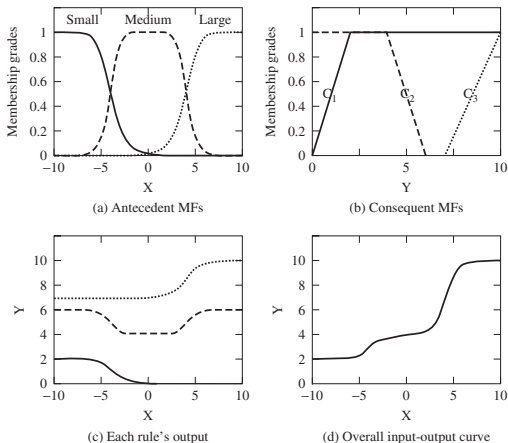 Small Medium Large
1
0.8
0.6
0.4
0.2
0
Membership grades
−10 −5 0 5 10
X
(a) Antecedent MFs
1
0.8
0.6
0.4
0.2
0
Membership grades
C1 C2 C3
0 5 10
Y
(b) Consequent MFs
10
8
6
4
2
0
Y
−10 −5 0 5 10
X
(c) Each rule's output
10
8
6
4
2
0
Y
−10 −5 0 5 10
X
(d) Overall input-output curve